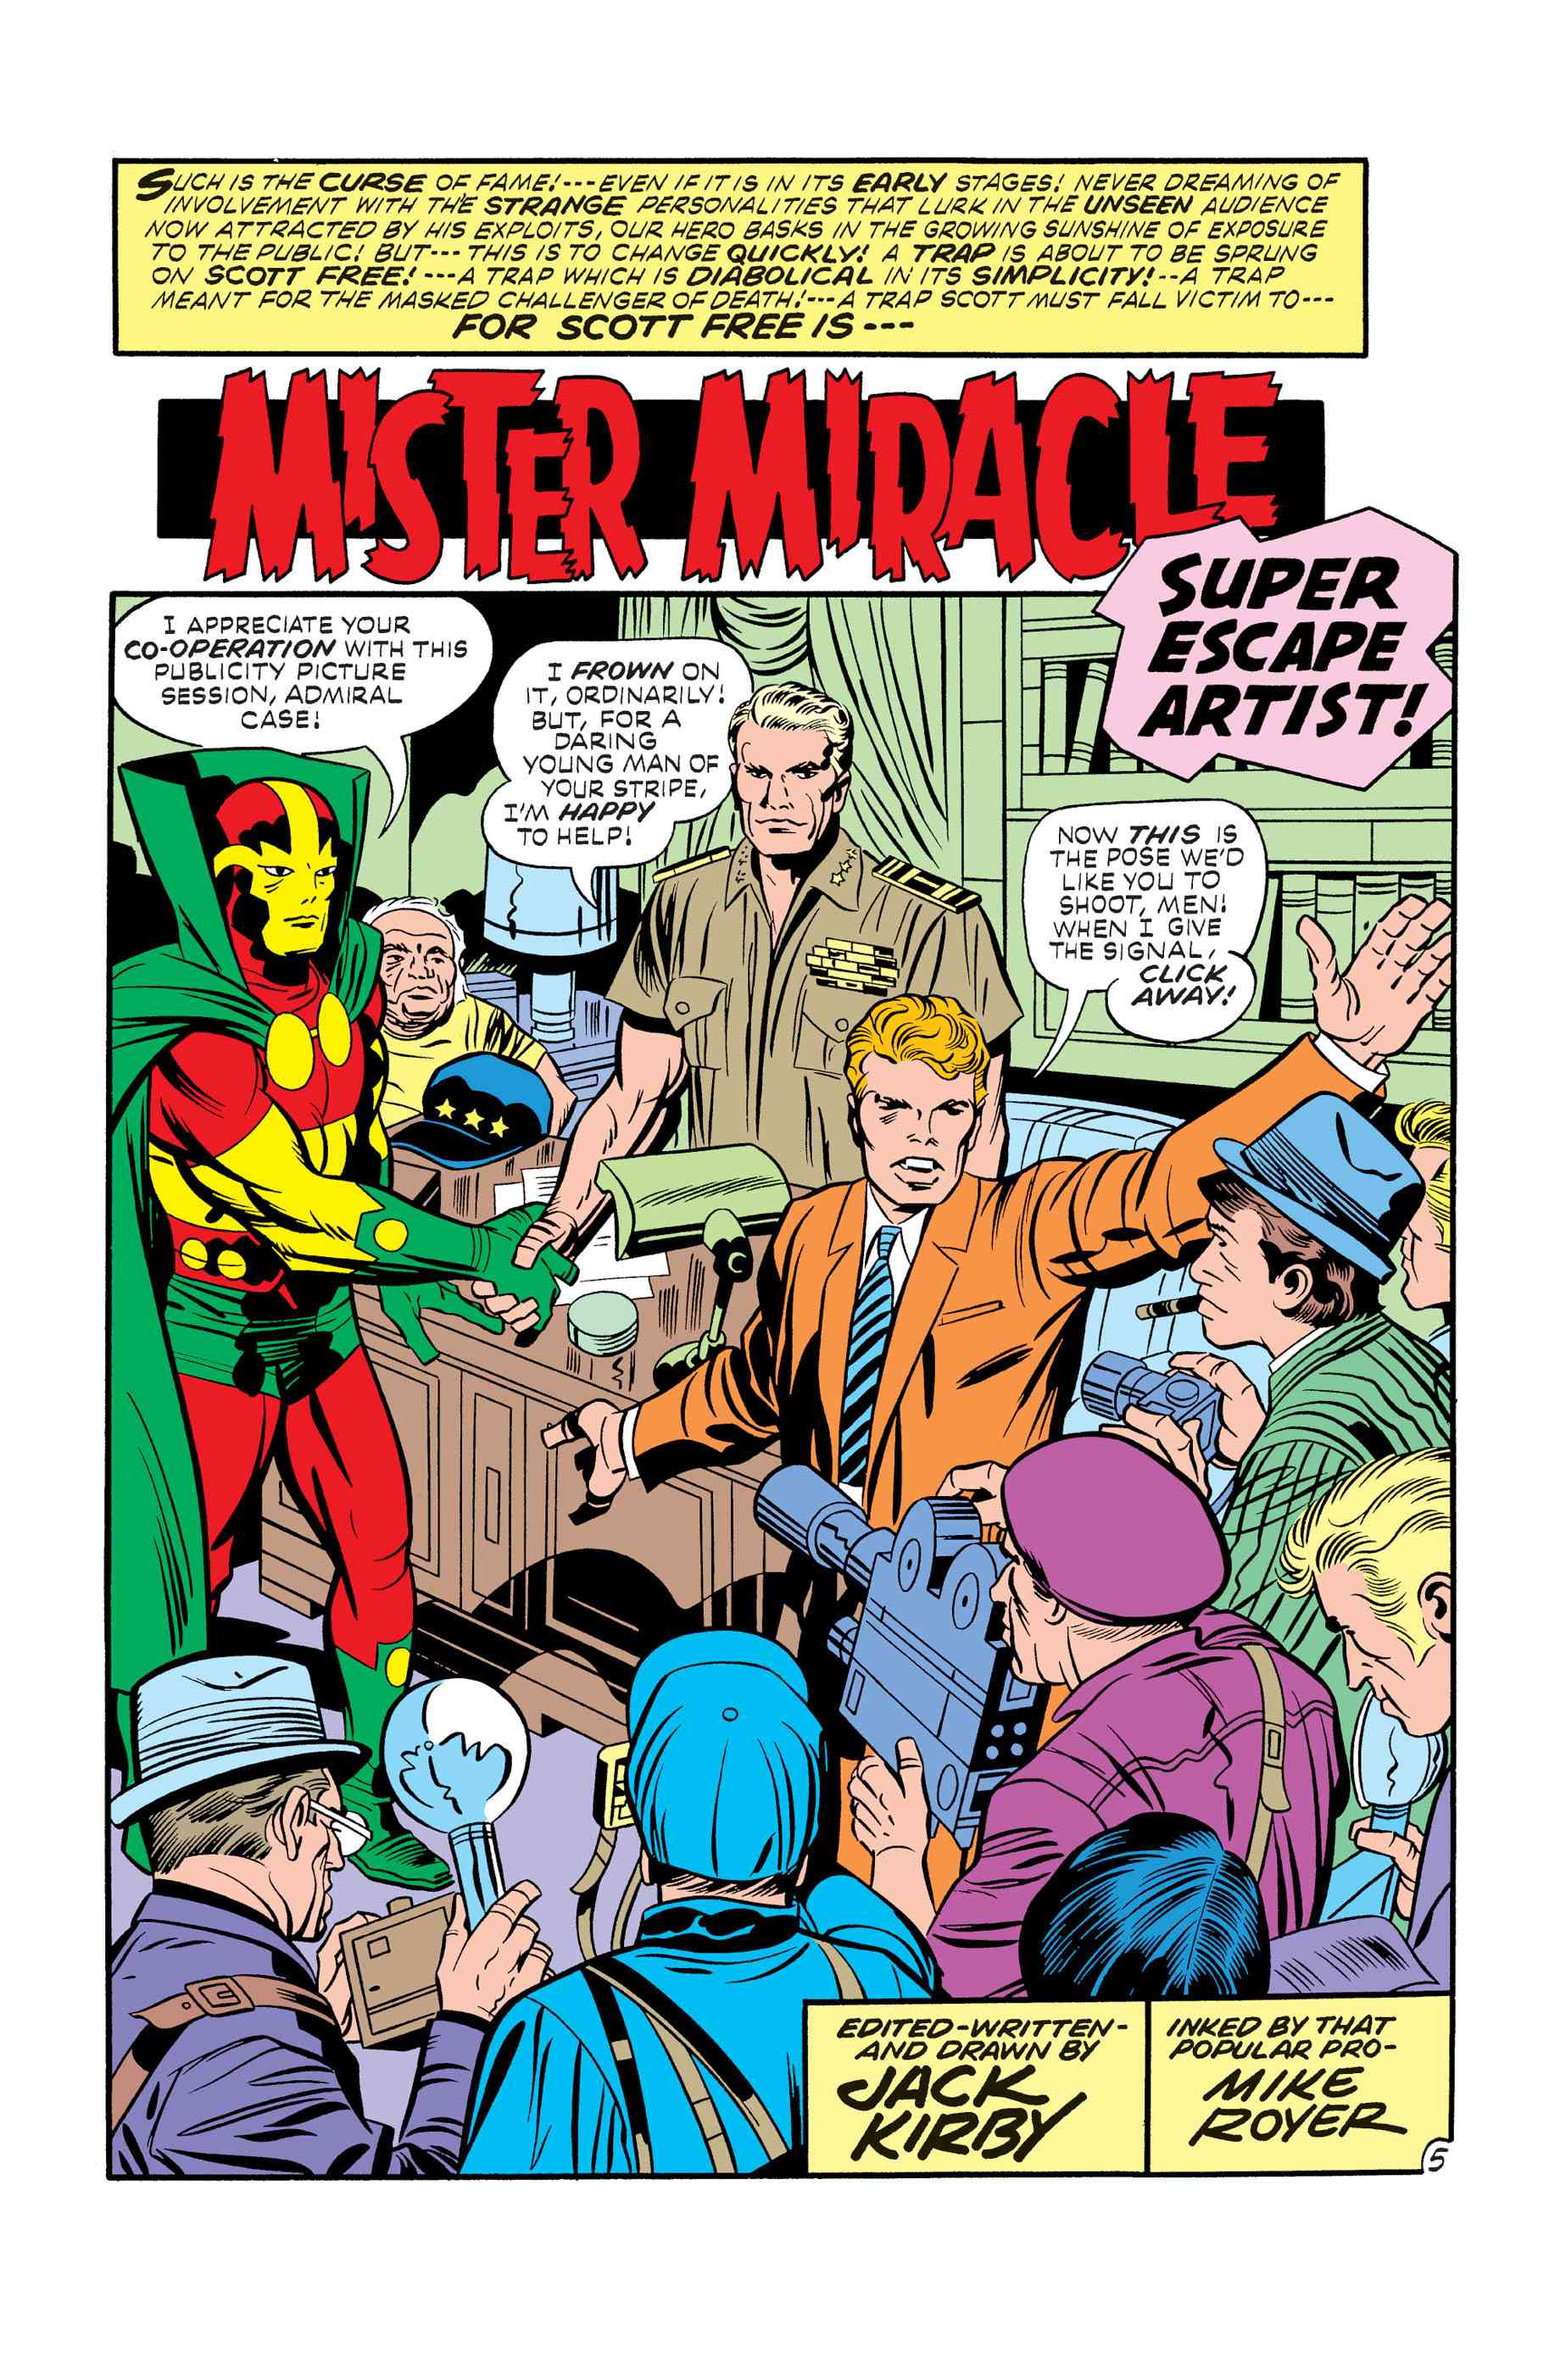 SUCH IS THE CURSE OF FAME!---EVEN IF IT IS IN ITS EARLY STAGES! NEVER DREAMING OF
INVOLVEMENT WITH THE STRANGE PERSONALITIES THAT LURK IN THE UNSEEN AUDIENCE
NOW ATTRACTED BY HIS EXPLOITS, OUR HERO BASKS IN THE GROWING SUNSHINE OF EXPOSURE
TO THE PUBLIC! BUT--- THIS IS TO CHANGE QUICKLY! A TRAP IS ABOUT TO BE SPRUNG
ON SCOTT FREE!---A TRAP WHICH IS DIABOLICAL IN ITS SIMPLICITY!--A TRAP
MEANT FOR THE MASKED CHALLENGER OF DEATH!---A TRAP SCOTT MUST FALL VICTIM TO---
FOR SCOTT FREE IS ---
MISTER MIRACLE
SUPER
ESCAPE
ARTIST!
I APPRECIATE YOUR
CO-OPERATION WITH THIS
PUBLICITY PICTURE
SESSION, ADMIRAL
CASE!
I FROWN ON
IT, ORDINARILY!
BUT, FOR A
DARING
YOUNG MAN OF
YOUR STRIPE,
I'M HAPPY
TO HELP!
NOW THIS IS
THE POSE WE'D
LIKE YOU TO
SHOOT, MEN!
WHEN I GIVE
THE SIGNAL,
CLICK
AWAY!
EDITED-WRITTEN-
AND DRAWN BY
JACK
KIRBY
INKED BY THAT
POPULAR PRO-
MIKE
ROYER
5